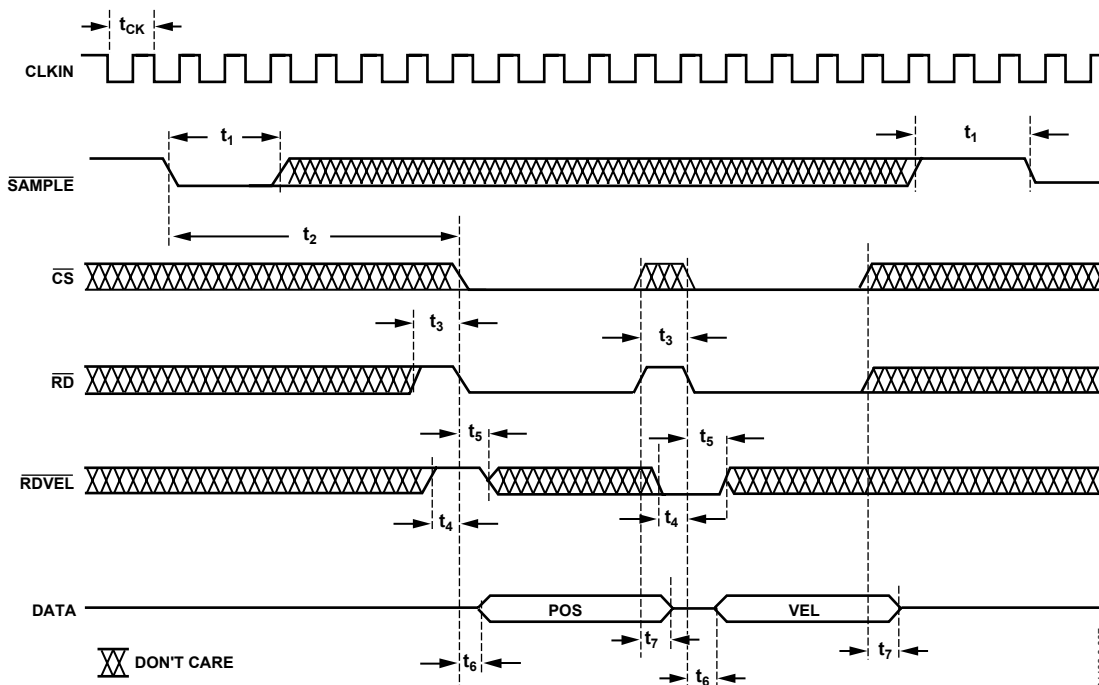 tCK
CLKIN
t1
t1
SAMPLE
t2
CS
t3
t3
RD
t5
t5
RDVEL
t4
t4
DATA
POS
VEL
t7
t7
DON'T CARE
t6
t6